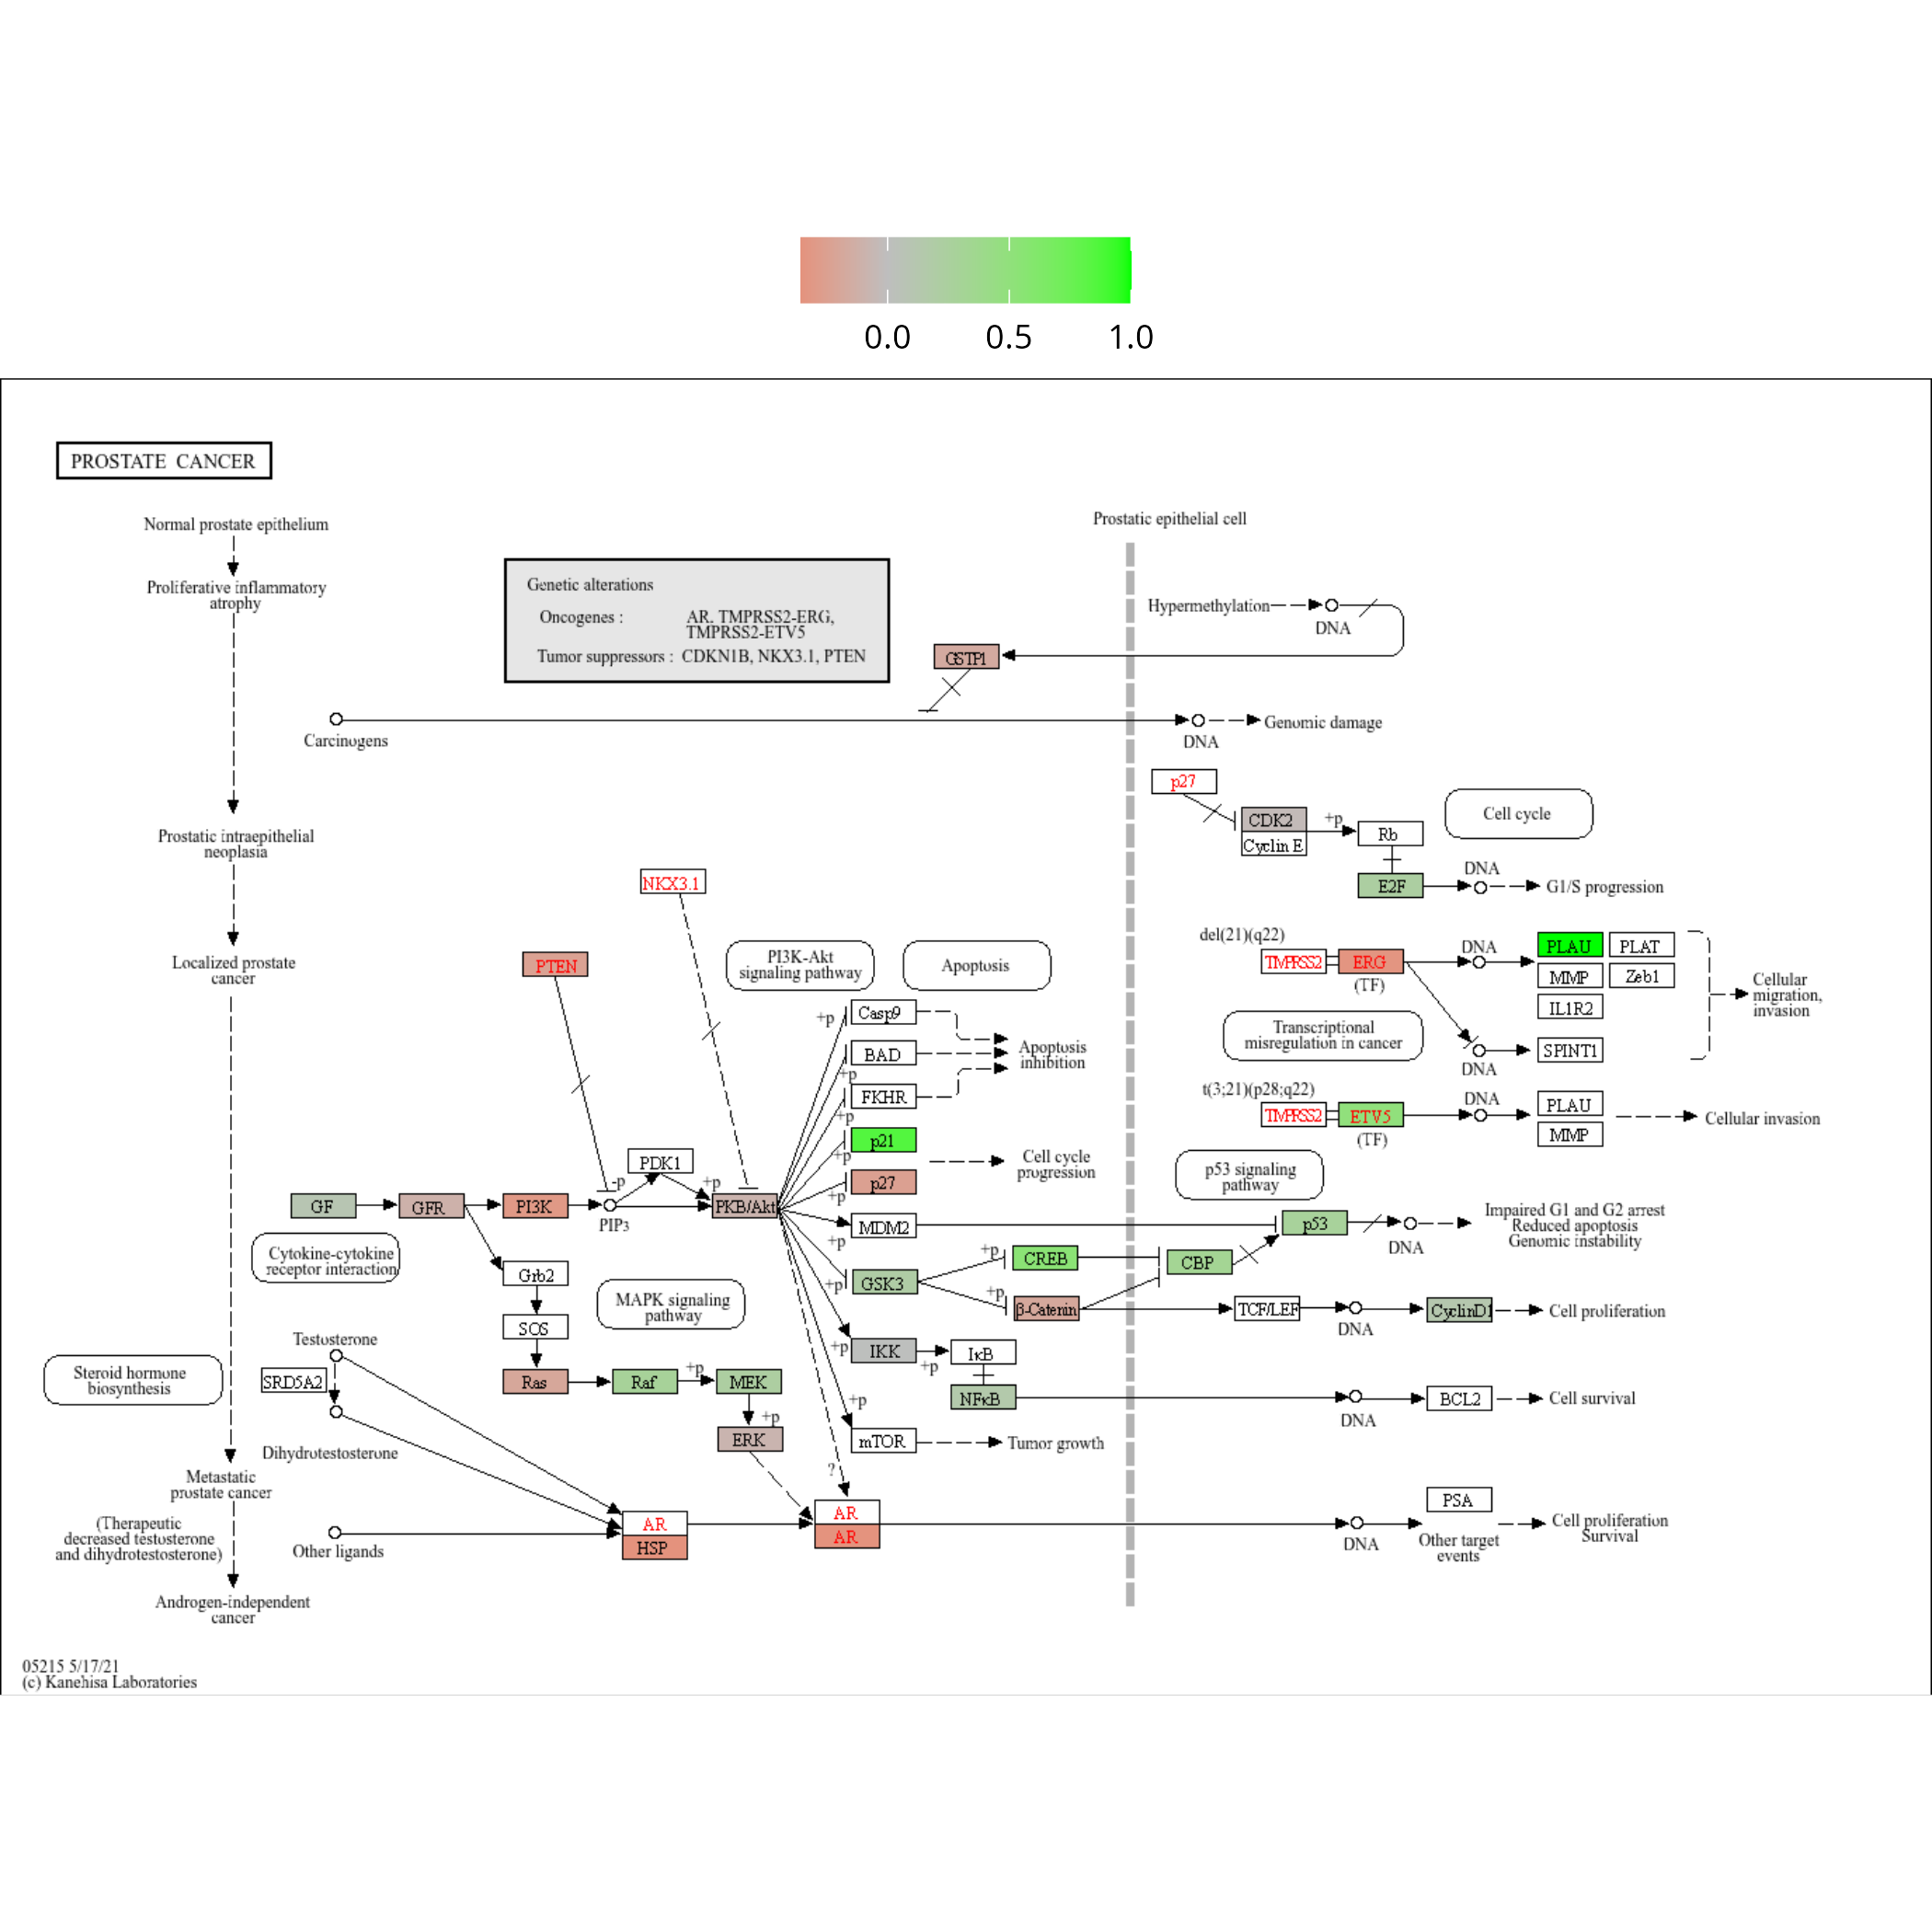 0.0 0.5 1.0
PROSTATE CANCER
Normal prostate epithelium
Proliferative inflammatory
atrophy
Prostatic intraepithelial
neoplasia
Localized prostate
cancer
Metastatic
prostate cancer
(Therapeutic
decreased testosterone
and dihydrotestosterone)
Androgen-independent
cancer
Genetic alterations
Oncogenes : AR. TMPRSS2-ERG,
TMPRSS2-ETV5
Tumor suppressors : CDKN1B, NKX3.1, PTEN
Prostatic epithelial cell
Hypermethylation
DNA
GSTP1
Carcinogens
DNA
Genomic damage
p27
CDK2
Cyclin E
+p
Rb
Cell cycle
E2F
DNA
G1/S progression
NKX3.1
PTEN
PI3K-Akt
signaling pathway
Apoptosis
del(21)(q22)
TMPRSS2
ERG
(TF)
DNA
PLAU
PLAT
MMP
Zeb1
IL1R2
SPINT1
DNA
Cellular
migration,
invasion
Transcriptional
misregulation in cancer
t(3;21)(p28;q22)
TMPRSS2
ETV5
(TF)
DNA
PLAU
MMP
Cellular invasion
+p
Casp9
BAD
+p
FKHR
+p
p21
+p
p27
+p
MDM2
+p
GSK3
+p
IKK
+p
mTOR
+p
Apoptosis
inhibition
Cell cycle
progression
GF
GFR
PI3K
PIP3
-p
PDK1
+p
PKB/Akt
Cytokine-cytokine
receptor interaction
Grb2
SOS
Ras
Raf
+p
MEK
+p
ERK
MAPK signaling
pathway
p53 signaling
pathway
p53
DNA
Impaired G1 and G2 arrest
Reduced apoptosis
Genomic instability
+p
CREB
CBP
+p
β-Catenin
TCF/LEF
DNA
CyclinD1
Cell proliferation
+p
IκB
NFκB
DNA
BCL2
Cell survival
Tumor growth
Steroid hormone
biosynthesis
Testosterone
SRD5A2
Dihydrotestosterone
Other ligands
AR
HSP
?
AR
AR
DNA
PSA
Other target
events
Cell proliferation
Survival
05215 5/17/21
(c) Kanehisa Laboratories